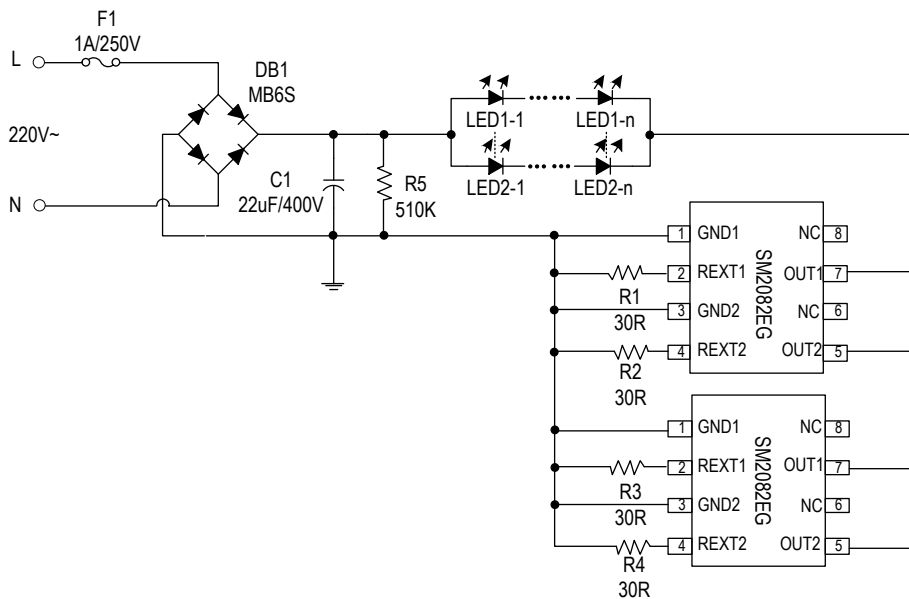 F1
1A/250V
L
DB1
MB6S
220V~
N
C1
22uF/400V
R5
510K
LED1-1
LED1-n
LED2-1
LED2-n
1 GND1 NC 8
2 REXT1 OUT1 7
3 GND2 NC 6
4 REXT2 OUT2 5
SM2082EG
R1
30R
R2
30R
1 GND1 NC 8
2 REXT1 OUT1 7
3 GND2 NC 6
4 REXT2 OUT2 5
SM2082EG
R3
30R
R4
30R